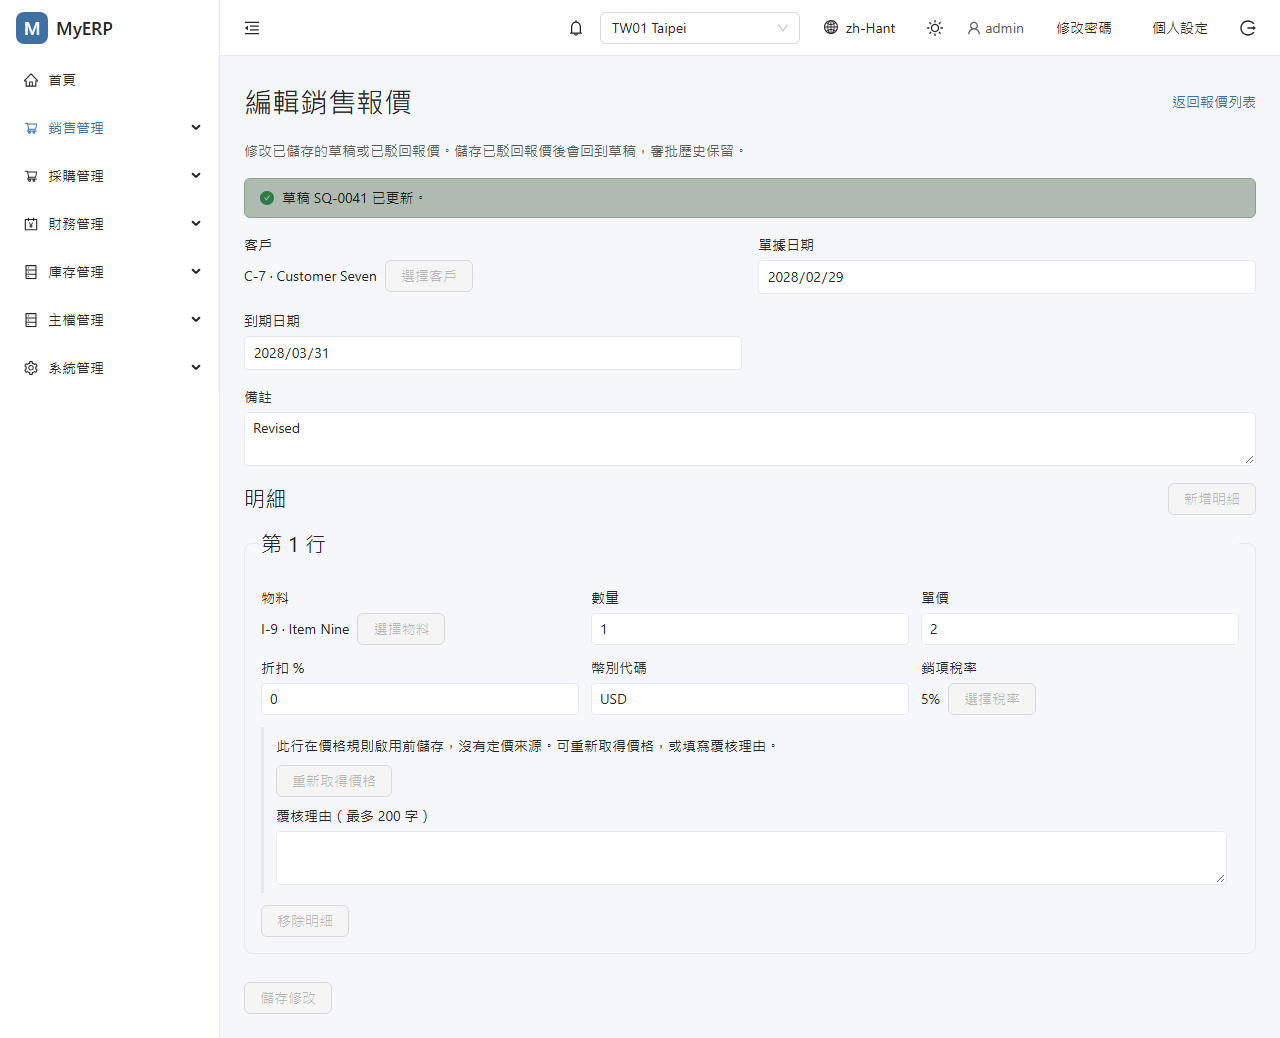 M MyERP
TW01 Taipei
zh-Hant
admin
修改密碼
個人設定
首頁
銷售管理
採購管理
財務管理
庫存管理
主檔管理
系統管理
編輯銷售報價
返回報價列表
修改已儲存的草稿或已駁回報價。儲存已駁回報價後會回到草稿，審批歷史保留。
草稿 SQ-0041 已更新。
客戶
單據日期
C-7 · Customer Seven
選擇客戶
2028/02/29
到期日期
2028/03/31
備註
Revised
明細
新增明細
第 1 行
物料
數量
單價
I-9 · Item Nine
選擇物料
1
2
折扣 %
幣別代碼
銷項稅率
0
USD
5%
選擇稅率
此行在價格規則啟用前儲存，沒有定價來源。可重新取得價格，或填寫覆核理由。
重新取得價格
覆核理由（最多 200 字）
移除明細
儲存修改